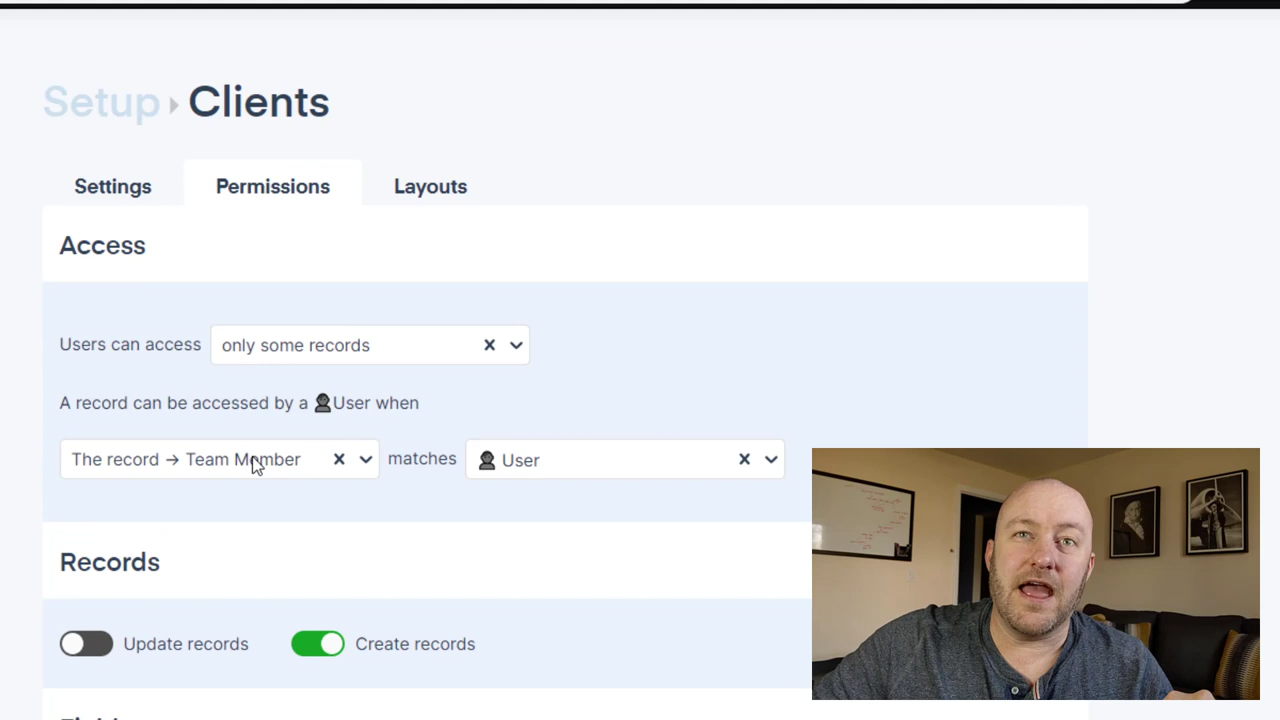 Setup Clients
Settings Permissions Layouts
Access
Users can access only some records
A record can be accessed by a User when
The record → Team Member matches User
Records
Update records Create records